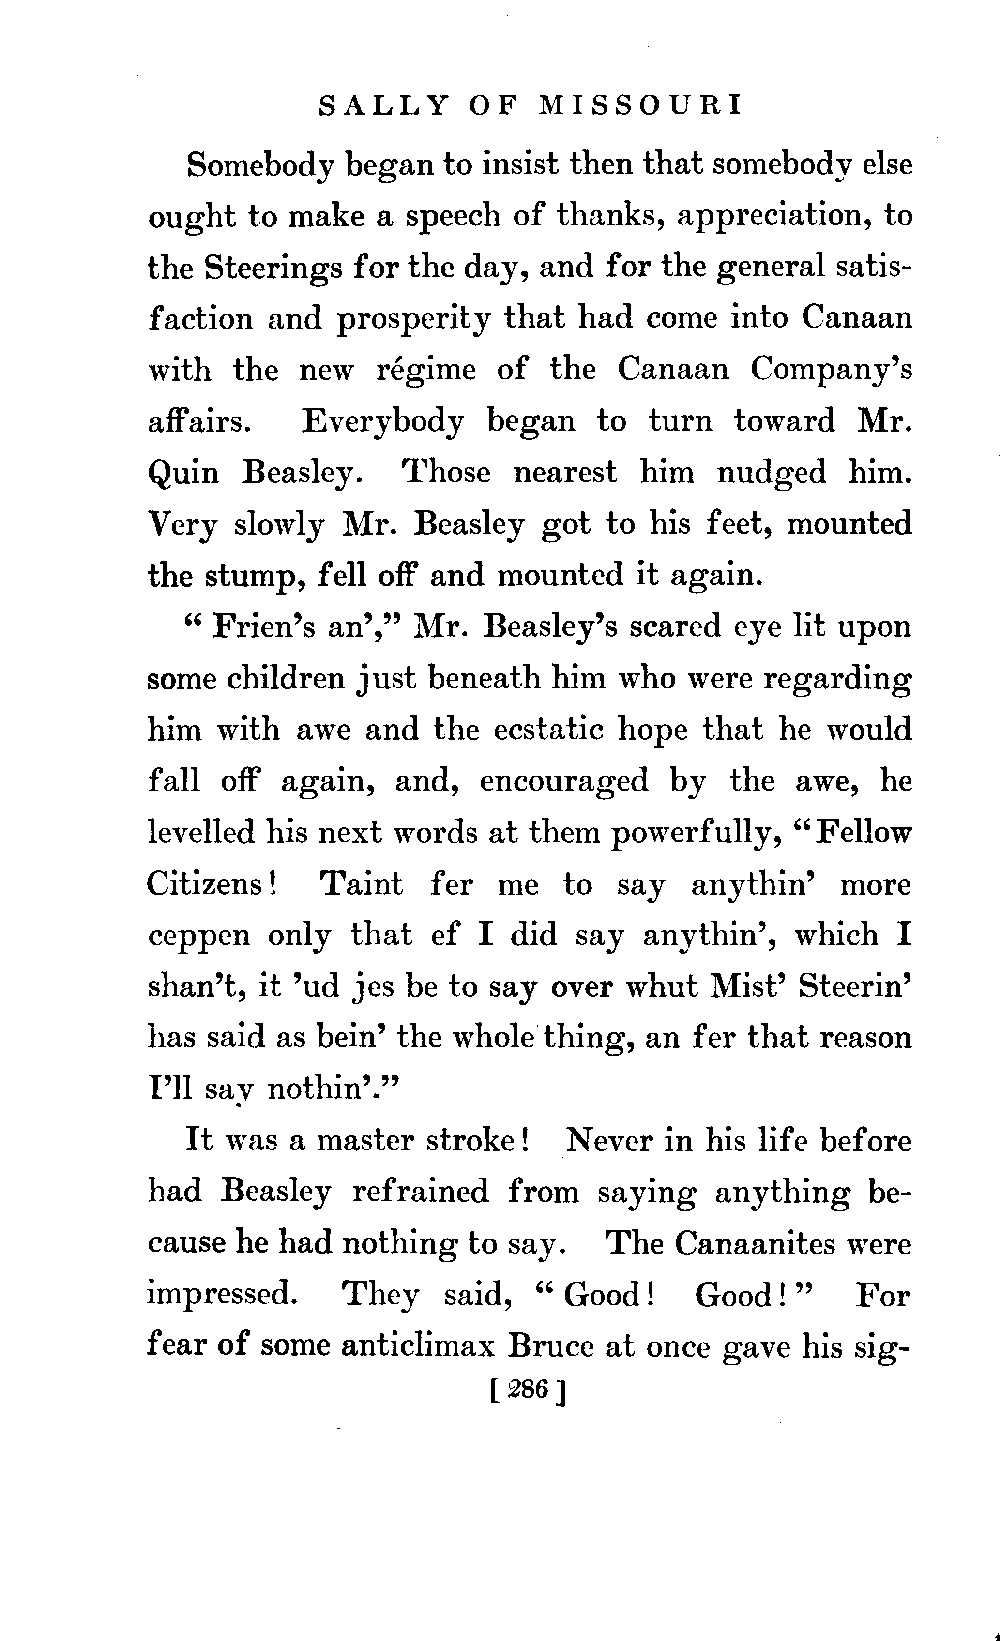 SALLY OF MISSOURI
Somebody began to insist then that somebody else
ought to make a speech of thanks, appreciation, to
the Steerings for the day, and for the general satis-
faction and prosperity that had come into Canaan
with the new régime of the Canaan Company's
affairs. Everybody began to turn toward Mr.
Quin Beasley. Those nearest him nudged him.
Very slowly Mr. Beasley got to his feet, mounted
the stump, fell off and mounted it again.
" Frien's an'," Mr. Beasley's scared eye lit upon
some children just beneath him who were regarding
him with awe and the ecstatic hope that he would
fall off again, and, encouraged by the awe, he
levelled his next words at them powerfully, "Fellow
Citizens! Taint fer me to say anythin' more
ceppen only that ef I did say anythin', which I
shan't, it 'ud jes be to say over whut Mist' Steerin'
has said as bein' the whole thing, an fer that reason
I'll say nothin'."
It was a master stroke! Never in his life before
had Beasley refrained from saying anything be-
cause he had nothing to say. The Canaanites were
impressed. They said, " Good! Good!" For
fear of some anticlimax Bruce at once gave his sig-
[ 286 ]